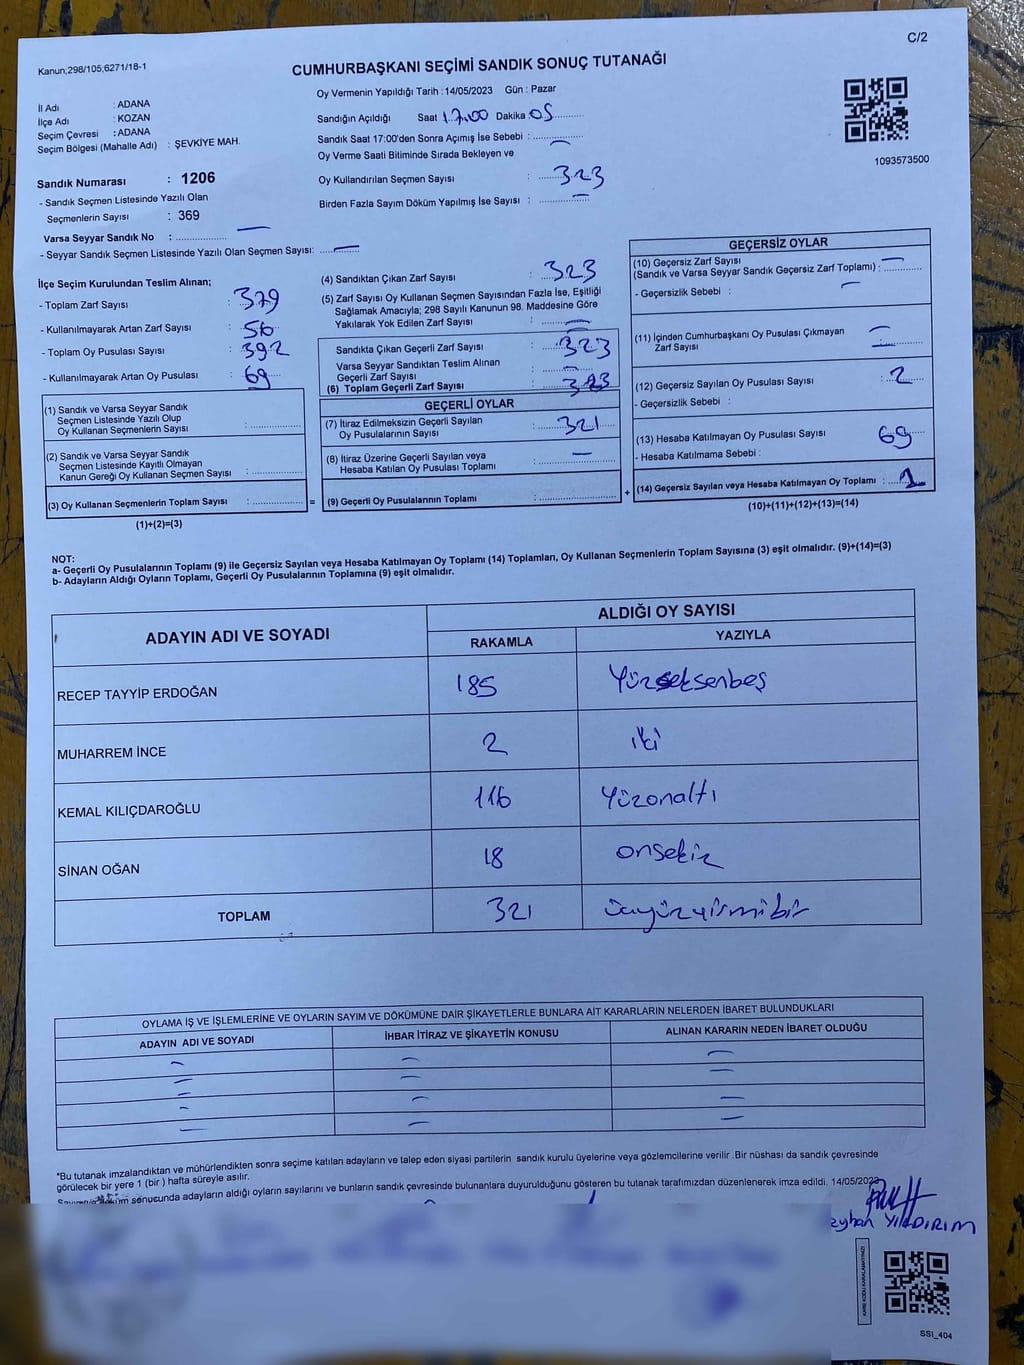 C/2
Kanun;298/105;6271/18-1
CUMHURBAŞKANI SEÇİMİ SANDIK SONUÇ TUTANAĞI
Oy Vermenin Yapıldığı Tarih :14/05/2023 Gün : Pazar
İl Adı : ADANA
İlçe Adı : KOZAN
Seçim Çevresi : ADANA
Seçim Bölgesi (Mahalle Adı) : ŞEVKİYE MAH.
Sandığın Açıldığı Saat 17.00 Dakika 05
Sandık Saat 17:00'den Sonra Açımış İse Sebebi :
Oy Verme Saati Bitiminde Sırada Bekleyen ve
Oy Kullandırılan Seçmen Sayısı : 323
Birden Fazla Sayım Döküm Yapılmış İse Sayısı :
1093573500
Sandık Numarası : 1206
- Sandık Seçmen Listesinde Yazılı Olan
Seçmenlerin Sayısı : 369
Varsa Seyyar Sandık No :
- Seyyar Sandık Seçmen Listesinde Yazılı Olan Seçmen Sayısı:
İlçe Seçim Kurulundan Teslim Alınan;
- Toplam Zarf Sayısı : 379
- Kullanılmayarak Artan Zarf Sayısı : 56
- Toplam Oy Pusulası Sayısı : 392
- Kullanılmayarak Artan Oy Pusulası : 69
(1) Sandık ve Varsa Seyyar Sandık
Seçmen Listesinde Yazılı Olup
Oy Kullanan Seçmenlerin Sayısı :
(2) Sandık ve Varsa Seyyar Sandık
Seçmen Listesinde Kayıtlı Olmayan
Kanun Gereği Oy Kullanan Seçmen Sayısı :
(3) Oy Kullanan Seçmenlerin Toplam Sayısı : =
(1)+(2)=(3)
(4) Sandıktan Çıkan Zarf Sayısı : 323
(5) Zarf Sayısı Oy Kullanan Seçmen Sayısından Fazla İse, Eşitliği
Sağlamak Amacıyla; 298 Sayılı Kanunun 98. Maddesine Göre
Yakılarak Yok Edilen Zarf Sayısı :
Sandıkta Çıkan Geçerli Zarf Sayısı : 323
Varsa Seyyar Sandıktan Teslim Alınan
Geçerli Zarf Sayısı :
(6) Toplam Geçerli Zarf Sayısı : 323
GEÇERLİ OYLAR
(7) İtiraz Edilmeksizin Geçerli Sayılan
Oy Pusulalarının Sayısı : 321
(8) İtiraz Üzerine Geçerli Sayılan veya
Hesaba Katılan Oy Pusulası Toplamı :
(9) Geçerli Oy Pusulalarının Toplamı : +
GEÇERSİZ OYLAR
(10) Geçersiz Zarf Sayısı
(Sandık ve Varsa Seyyar Sandık Geçersiz Zarf Toplamı) :
- Geçersizlik Sebebi :
(11) İçinden Cumhurbaşkanı Oy Pusulası Çıkmayan
Zarf Sayısı :
(12) Geçersiz Sayılan Oy Pusulası Sayısı : 2
- Geçersizlik Sebebi :
(13) Hesaba Katılmayan Oy Pusulası Sayısı : 69
- Hesaba Katılmama Sebebi :
(14) Geçersiz Sayılan veya Hesaba Katılmayan Oy Toplamı :
(10)+(11)+(12)+(13)=(14)
NOT:
a- Geçerli Oy Pusulalarının Toplamı (9) ile Geçersiz Sayılan veya Hesaba Katılmayan Oy Toplamı (14) Toplamları, Oy Kullanan Seçmenlerin Toplam Sayısına (3) eşit olmalıdır. (9)+(14)=(3)
b- Adayların Aldığı Oyların Toplamı, Geçerli Oy Pusulalarının Toplamına (9) eşit olmalıdır.
ADAYIN ADI VE SOYADI
ALDIĞI OY SAYISI
RAKAMLA YAZIYLA
RECEP TAYYİP ERDOĞAN 185 Yüzseksenbeş
MUHARREM İNCE 2 iki
KEMAL KILIÇDAROĞLU 116 Yüzonaltı
SİNAN OĞAN 18 onsekiz
TOPLAM 321 üçyüzyirmibir
OYLAMA İŞ VE İŞLEMLERİNE VE OYLARIN SAYIM VE DÖKÜMÜNE DAİR ŞİKAYETLERLE BUNLARA AİT KARARLARIN NELERDEN İBARET BULUNDUKLARI
ADAYIN ADI VE SOYADI İHBAR İTİRAZ VE ŞİKAYETİN KONUSU ALINAN KARARIN NEDEN İBARET OLDUĞU
*Bu tutanak imzalandıktan ve mühürlendikten sonra seçime katılan adayların ve talep eden siyasi partilerin sandık kurulu üyelerine veya gözlemcilerine verilir .Bir nüshası da sandık çevresinde
görülecek bir yere 1 (bir ) hafta süreyle asılır.
döküm sonucunda adayların aldığı oyların sayılarını ve bunların sandık çevresinde bulunanlara duyurulduğunu gösteren bu tutanak tarafımızdan düzenlenerek imza edildi. 14/05/2023
YILDIRIM
KARE KODU KARALAMAYINIZ!
SSI_404